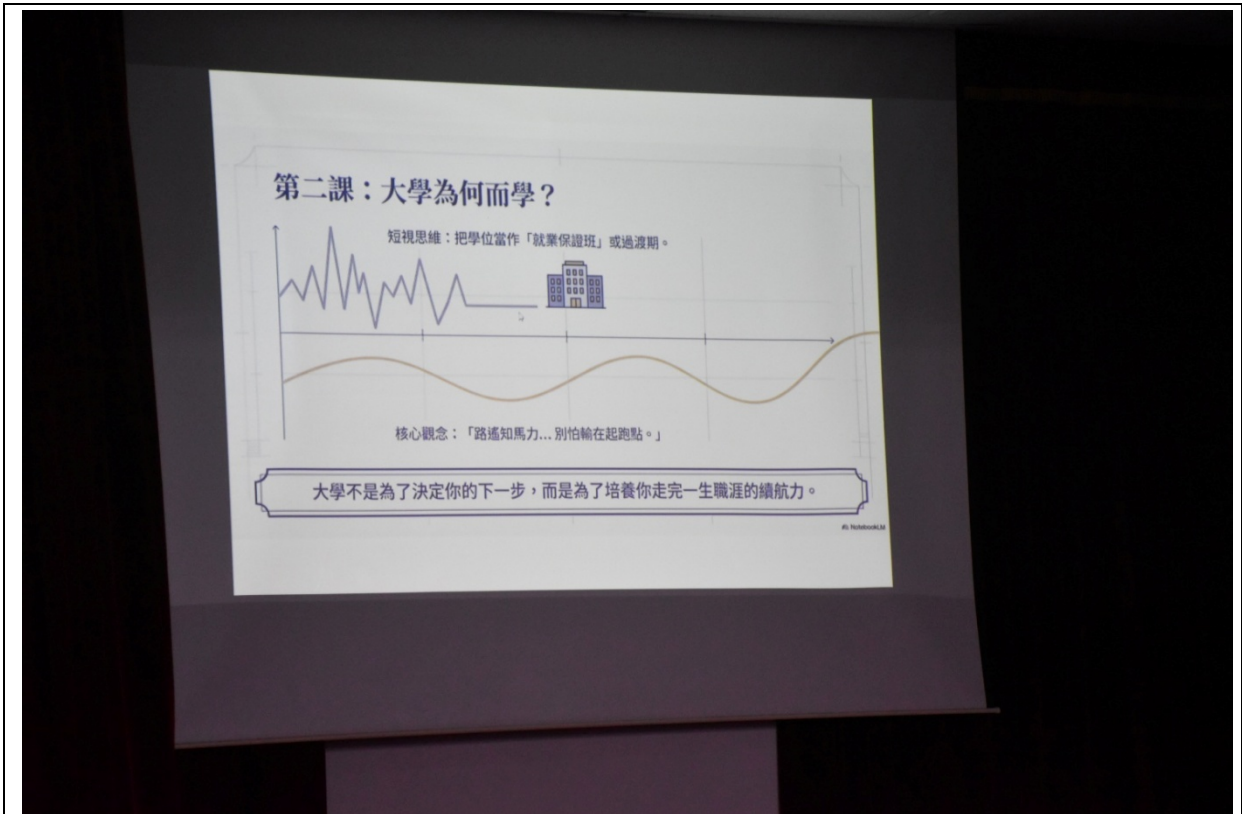 第二課：大學為何而學？
短視思維：把學位當作「就業保證班」或過渡期。
核心觀念：「路遙知馬力...別怕輸在起跑點。」
大學不是為了決定你的下一步，而是為了培養你走完一生職涯的續航力。
NotebookLM